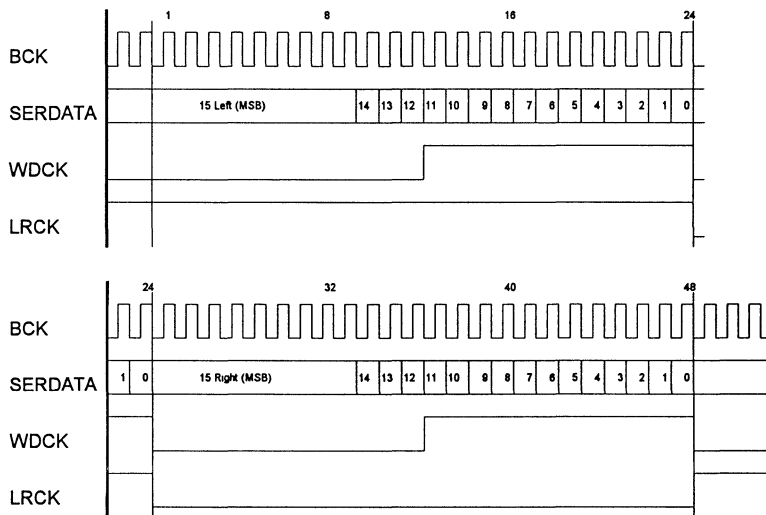 1 8 16 24
BCK
SERDATA 15 Left (MSB) 14 13 12 11 10 9 8 7 6 5 4 3 2 1 0
WDCK
LRCK
24 32 40 48
BCK
SERDATA 1 0 15 Right (MSB) 14 13 12 11 10 9 8 7 6 5 4 3 2 1 0
WDCK
LRCK